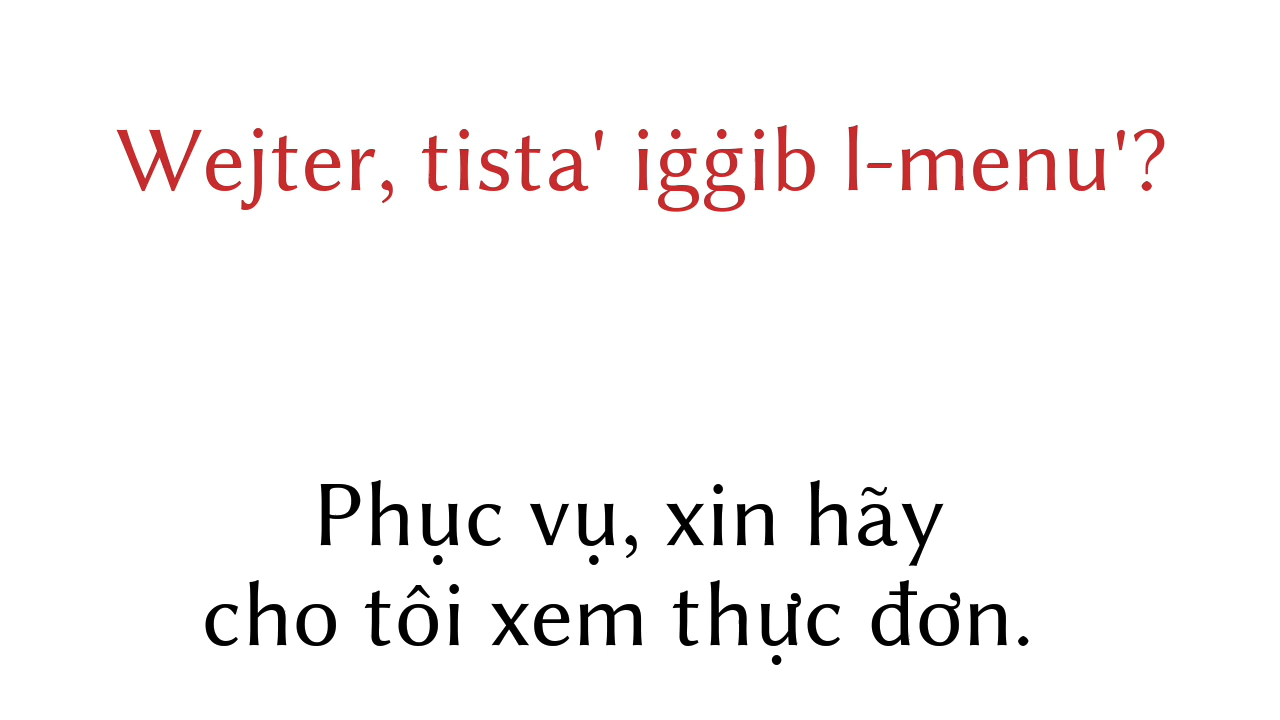 Wejter, tista' iġġib l-menu'?
Phục vụ, xin hãy
cho tôi xem thực đơn.